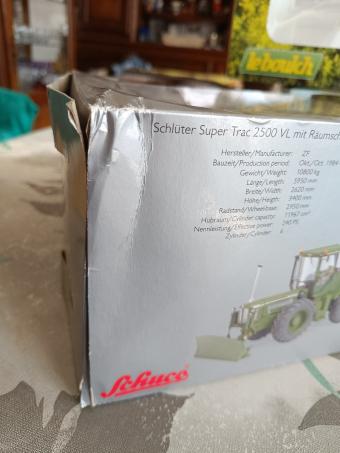 le boulch
Schlüter Super Trac 2500 VL mit Räumsch
Hersteller/Manufacturer: ZF
Bauzeit/Production period: Okt./Oct. 1984
Gewicht/Weight: 10800 kg
Länge/Length: 5950 mm
Breite/Width: 2620 mm
Höhe/Heigth: 3400 mm
Radstand/Wheelbase: 2950 mm
Hubraum/Cylinder capacity: 11967 cm³
Nennleistung/Effective power: 240 PS
Zylinder/Cylinder: 6
Schuco